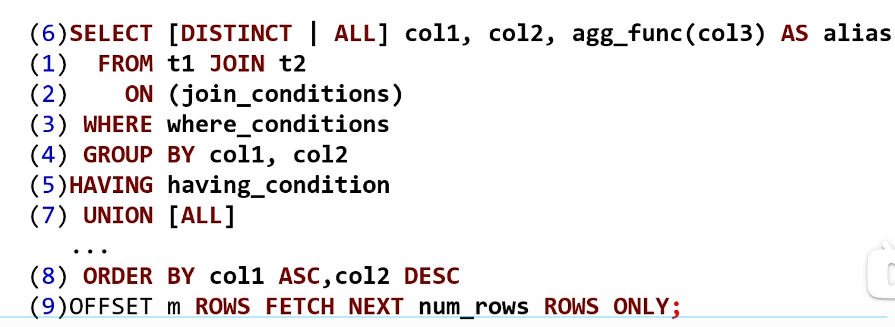 (6)SELECT [DISTINCT | ALL] col1, col2, agg_func(col3) AS alias
(1)  FROM t1 JOIN t2
(2)    ON (join_conditions)
(3) WHERE where_conditions
(4) GROUP BY col1, col2
(5)HAVING having_condition
(7) UNION [ALL]
...
(8) ORDER BY col1 ASC,col2 DESC
(9)OFFSET m ROWS FETCH NEXT num_rows ROWS ONLY;